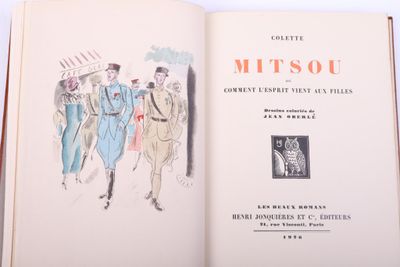 COLETTE
MITSOU
OU
COMMENT L'ESPRIT VIENT AUX FILLES
Dessins coloriés de
JEAN OBERLÉ
LES BEAUX ROMANS
HENRI JONQUIÈRES ET Cie, ÉDITEURS
21, rue Visconti, Paris
1926